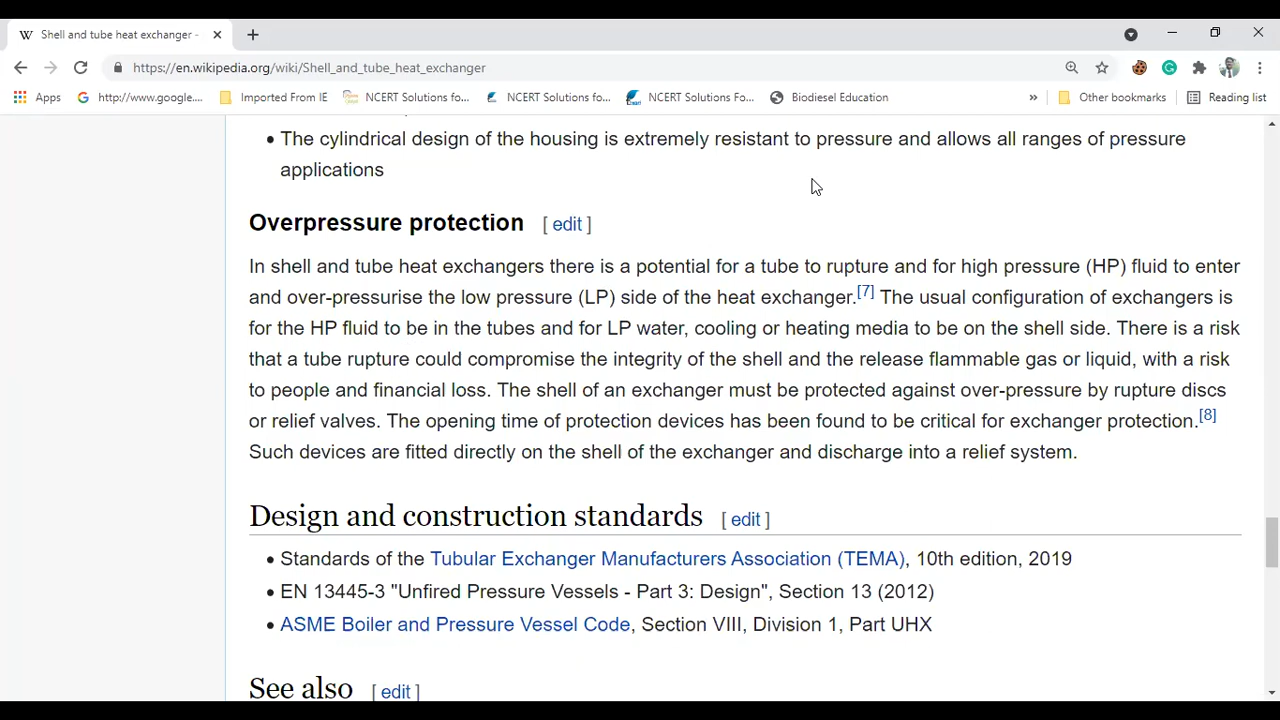 W Shell and tube heat exchanger -
https://en.wikipedia.org/wiki/Shell_and_tube_heat_exchanger
Apps http://www.google.... Imported From IE NCERT Solutions fo... NCERT Solutions fo... NCERT Solutions Fo... Biodiesel Education » Other bookmarks Reading list
• The cylindrical design of the housing is extremely resistant to pressure and allows all ranges of pressure
applications
Overpressure protection [ edit ]
In shell and tube heat exchangers there is a potential for a tube to rupture and for high pressure (HP) fluid to enter
and over-pressurise the low pressure (LP) side of the heat exchanger.[7] The usual configuration of exchangers is
for the HP fluid to be in the tubes and for LP water, cooling or heating media to be on the shell side. There is a risk
that a tube rupture could compromise the integrity of the shell and the release flammable gas or liquid, with a risk
to people and financial loss. The shell of an exchanger must be protected against over-pressure by rupture discs
or relief valves. The opening time of protection devices has been found to be critical for exchanger protection.[8]
Such devices are fitted directly on the shell of the exchanger and discharge into a relief system.
Design and construction standards [ edit ]
• Standards of the Tubular Exchanger Manufacturers Association (TEMA), 10th edition, 2019
• EN 13445-3 "Unfired Pressure Vessels - Part 3: Design", Section 13 (2012)
• ASME Boiler and Pressure Vessel Code, Section VIII, Division 1, Part UHX
See also [ edit ]